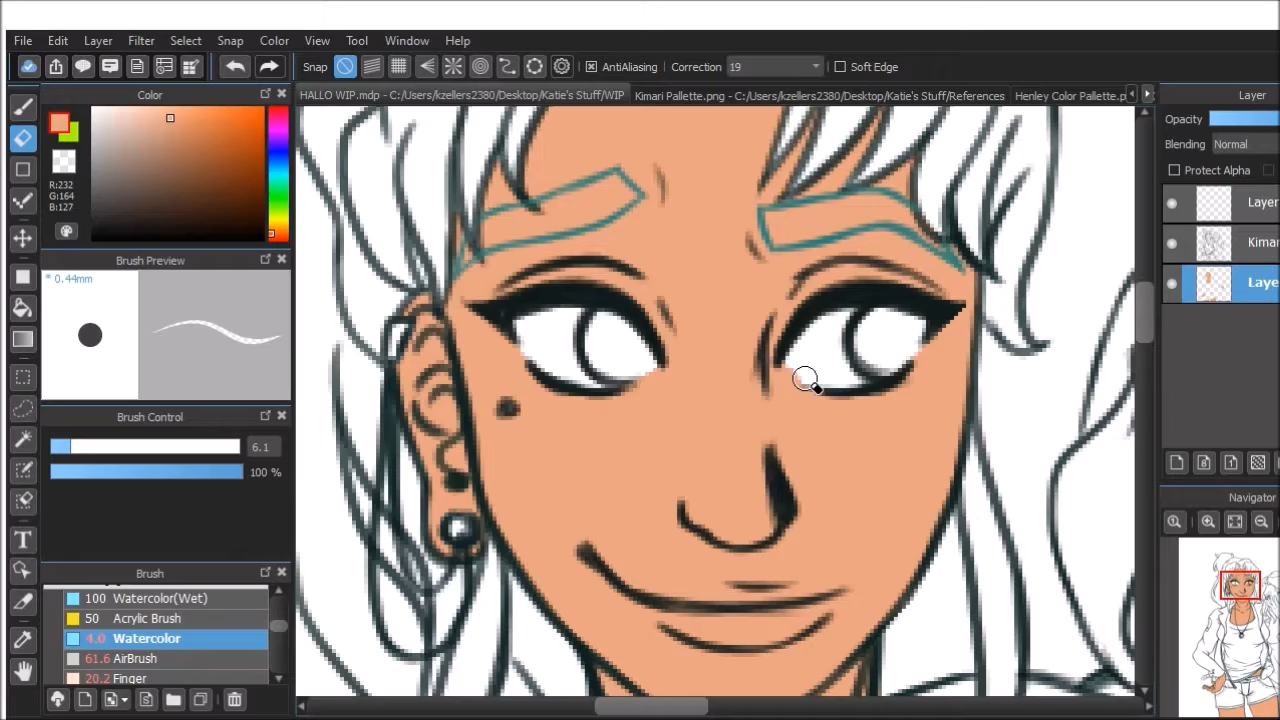 File Edit Layer Filter Select Snap Color View Tool Window Help
Snap AntiAliasing Correction 19 Soft Edge
Color
HALLO WIP.mdp - C:/Users/kzellers2380/Desktop/Katie's Stuff/WIP Kimari Pallette.png - C:/Users/kzellers2380/Desktop/Katie's Stuff/References Henley Color Pallette.p
Layer
Opacity
Blending Normal
Protect Alpha
R:232
G:164
B:127
Layer
Kimar
Laye
Brush Preview
* 0.44mm
Brush Control
6.1
100 %
Brush
100 Watercolor(Wet)
50 Acrylic Brush
4.0 Watercolor
61.6 AirBrush
20.2 Finger
T
8
1
Navigator
S